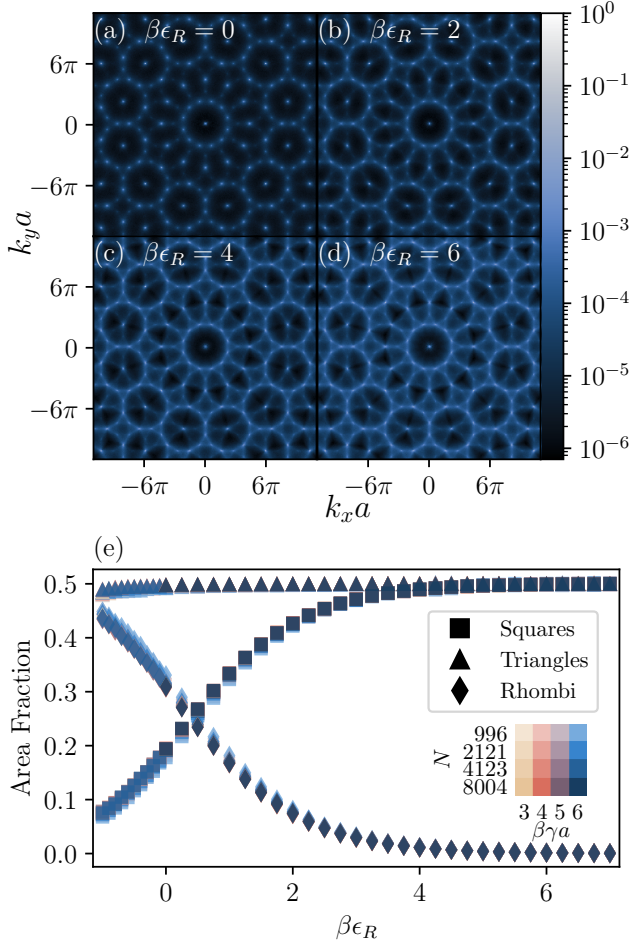 (a) βϵ_R = 0
(b) βϵ_R = 2
(c) βϵ_R = 4
(d) βϵ_R = 6
6π
0
−6π
6π
0
−6π
k_y a
−6π 0 6π −6π 0 6π
k_x a
10^0
10^−1
10^−2
10^−3
10^−4
10^−5
10^−6
(e)
0.5
0.4
0.3
0.2
0.1
0.0
Area Fraction
Squares
Triangles
Rhombi
N
996
2121
4123
8004
3 4 5 6
βγa
0 2 4 6
βϵ_R